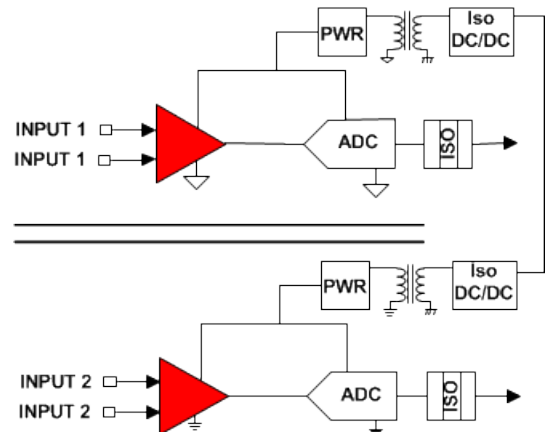 PWR
Iso
DC/DC
INPUT 1
INPUT 1
ADC
ISO
PWR
Iso
DC/DC
INPUT 2
INPUT 2
ADC
ISO